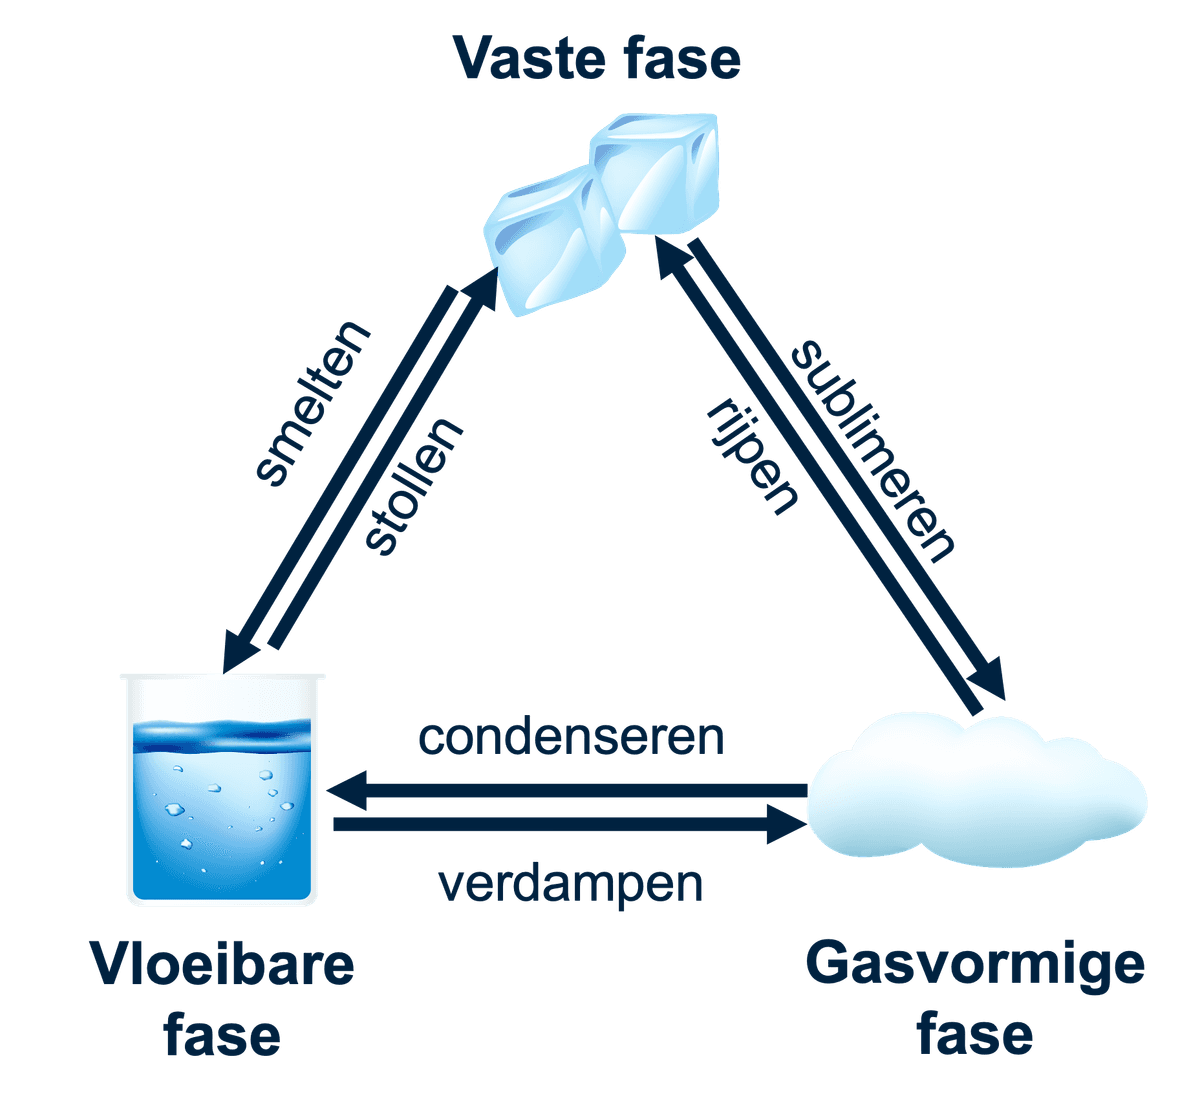 Vaste fase
smelten
stollen
rijpen
sublimeren
condenseren
verdampen
Vloeibare
fase
Gasvormige
fase